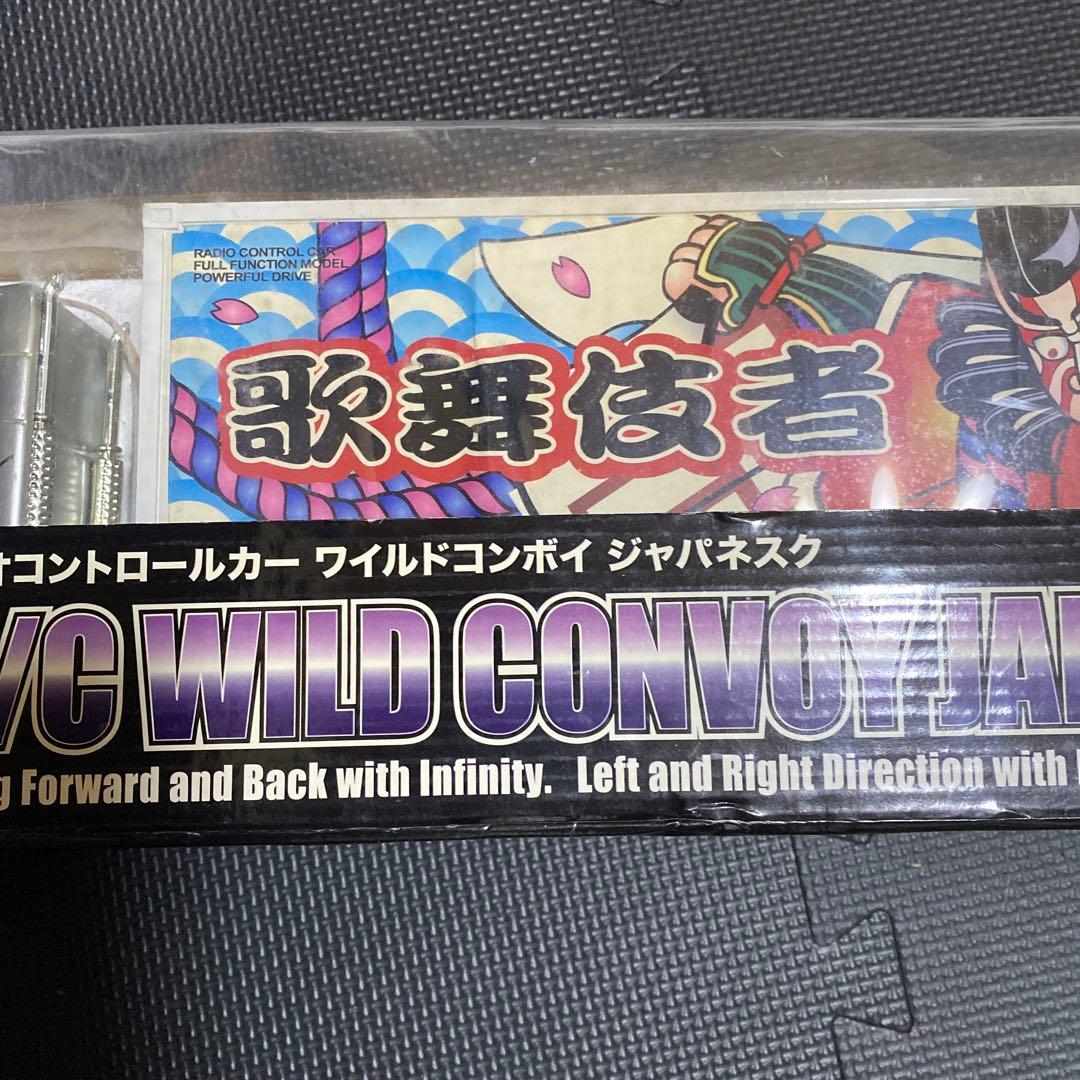 RADIO CONTROL CAR
FULL FUNCTION MODEL
POWERFUL DRIVE
歌舞伎者
オコントロールカー ワイルドコンボイ ジャパネスク
/C WILD CONVOY JA
g Forward and Back with Infinity. Left and Right Direction with